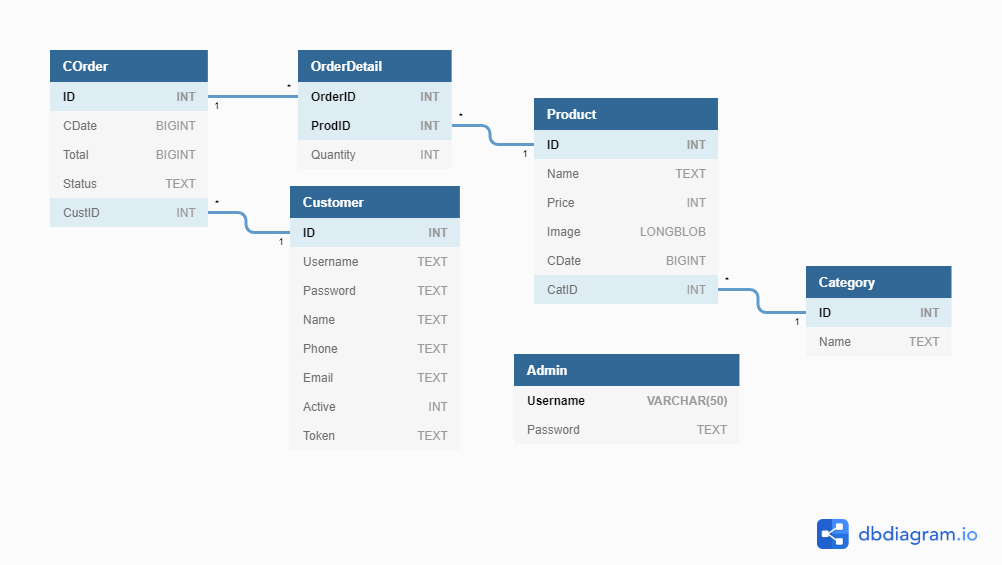 COrder
ID INT
CDate BIGINT
Total BIGINT
Status TEXT
CustID INT
1
*
*
1
OrderDetail
OrderID INT
ProdID INT
Quantity INT
*
1
Customer
ID INT
Username TEXT
Password TEXT
Name TEXT
Phone TEXT
Email TEXT
Active INT
Token TEXT
Product
ID INT
Name TEXT
Price INT
Image LONGBLOB
CDate BIGINT
CatID INT
*
1
Category
ID INT
Name TEXT
Admin
Username VARCHAR(50)
Password TEXT
dbdiagram.io